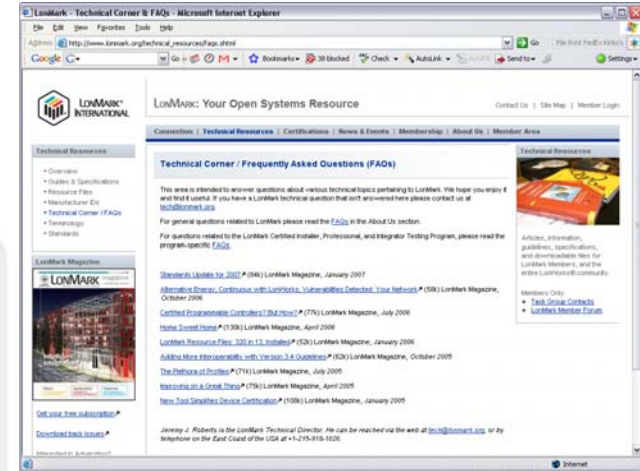 LonMark - Technical Corner & FAQs - Microsoft Internet Explorer
File Edit View Favorites Tools Help
Address http://www.lonmark.org/technical_resources/faqs.shtml Go File Print FedEx Kinko's
Google G Go Bookmarks 38 blocked Check AutoLink AutoFill Send to Settings
LONMARK® INTERNATIONAL
LONMARK: Your Open Systems Resource
Contact Us | Site Map | Member Login
Connection | Technical Resources | Certifications | News & Events | Membership | About Us | Member Area
Technical Resources
Overview
Guides & Specifications
Resource Files
Manufacturer IDs
Technical Corner / FAQs
Terminology
Standards
LonMark Magazine
LONMARK magazine
Get your free subscription
Download back issues
Interested in Advertising?
Technical Corner / Frequently Asked Questions (FAQs)
This area is intended to answer questions about various technical topics pertaining to LonMark. We hope you enjoy it
and find it useful. If you have a LonMark technical question that isn't answered here please contact us at
tech@lonmark.org.
For general questions related to LonMark please read the FAQs in the About Us section.
For questions related to the LonMark Certified Installer, Professional, and Integrator Testing Program, please read the
program-specific FAQs.
Standards Update for 2007 (64k) LonMark Magazine, January 2007
Alternative Energy, Continuous with LonWorks; Vulnerabilities Detected: Your Network (58k) LonMark Magazine,
October 2006
Certified Programmable Controllers? But How? (77k) LonMark Magazine, July 2006
Home Sweet Home (130k) LonMark Magazine, April 2006
LonMark Resource Files: 320 in 13, Installed (52k) LonMark Magazine, January 2006
Adding More Interoperability with Version 3.4 Guidelines (62k) LonMark Magazine, October 2005
The Plethora of Profiles (71k) LonMark Magazine, July 2005
Improving on a Great Thing (75k) LonMark Magazine, April 2005
New Tool Simplifies Device Certification (108k) LonMark Magazine, January 2005
Jeremy J. Roberts is the LonMark Technical Director. He can be reached via the web at tech@lonmark.org, or by
telephone on the East Coast of the USA at +1-215-918-1026.
Technical Resources
Articles, information,
guidelines, specifications,
and downloadable files for
LonMark Members, and the
entire LonWorks® community.
Members Only:
Task Group Contacts
LonMark Member Forum
Internet